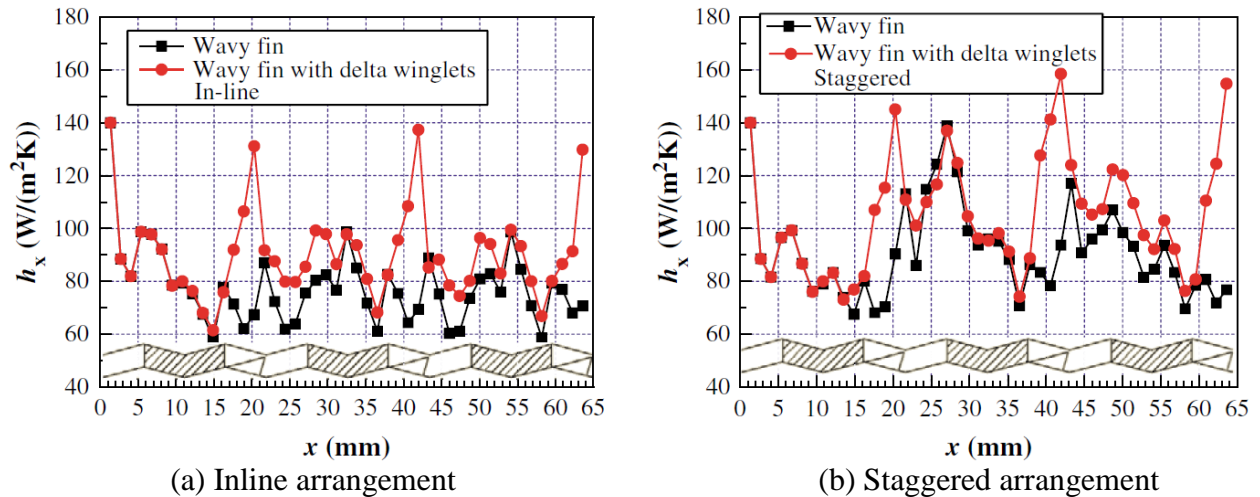 180
160
140
120
100
80
60
40
h_x (W/(m²K))
Wavy fin
Wavy fin with delta winglets
In-line
0 5 10 15 20 25 30 35 40 45 50 55 60 65
x (mm)
(a) Inline arrangement
180
160
140
120
100
80
60
40
h_x (W/(m²K))
Wavy fin
Wavy fin with delta winglets
Staggered
0 5 10 15 20 25 30 35 40 45 50 55 60 65
x (mm)
(b) Staggered arrangement